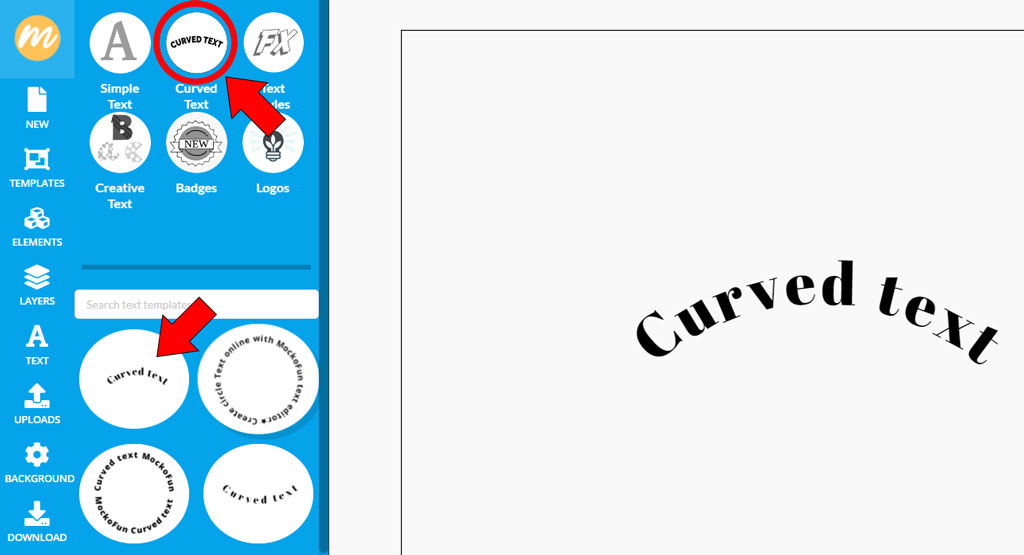 m
NEW
TEMPLATES
ELEMENTS
LAYERS
TEXT
UPLOADS
BACKGROUND
DOWNLOAD
A
CURVED TEXT
FX
Simple
Text
Curved
Text
Text
B
a
NEW
Creative
Text
Badges
Logos
Search text templates
Curved text
Create circle Text online with MockoFun text editor★
Curved text MockoFun
MockoFun Curved text
Curved text
Curved text